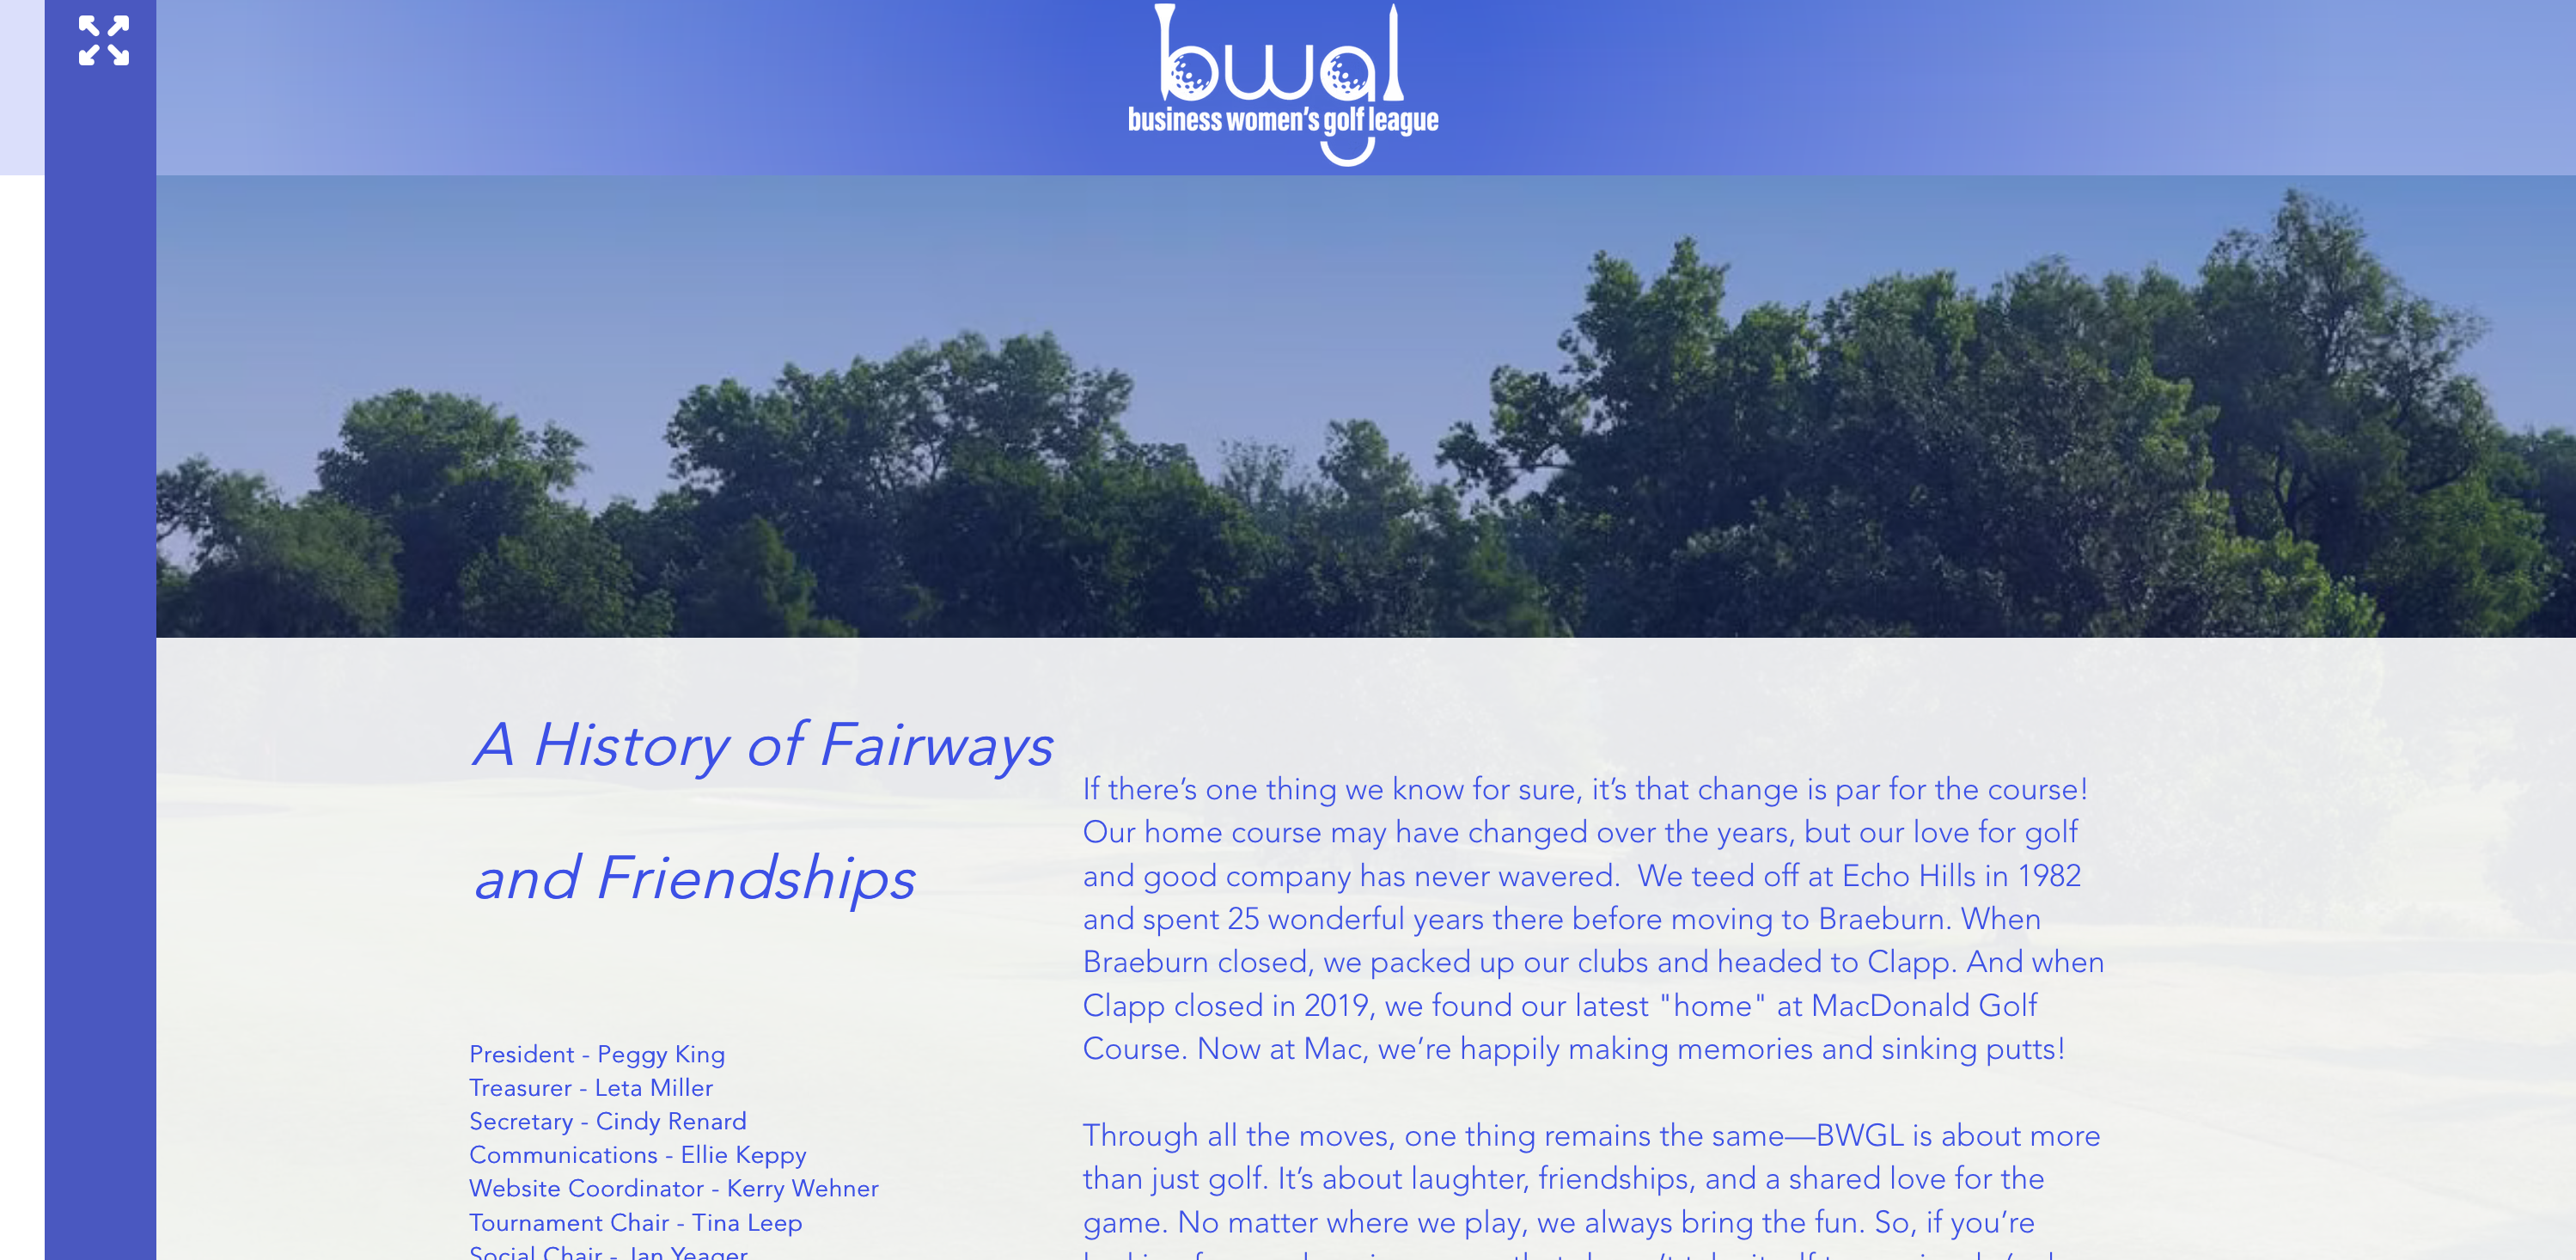 bwgl
business women's golf league
A History of Fairways
and Friendships
President - Peggy King
Treasurer - Leta Miller
Secretary - Cindy Renard
Communications - Ellie Keppy
Website Coordinator - Kerry Wehner
Tournament Chair - Tina Leep
Social Chair - Jan Yeager
If there’s one thing we know for sure, it’s that change is par for the course!
Our home course may have changed over the years, but our love for golf
and good company has never wavered.  We teed off at Echo Hills in 1982
and spent 25 wonderful years there before moving to Braeburn. When
Braeburn closed, we packed up our clubs and headed to Clapp. And when
Clapp closed in 2019, we found our latest "home" at MacDonald Golf
Course. Now at Mac, we’re happily making memories and sinking putts!
Through all the moves, one thing remains the same—BWGL is about more
than just golf. It’s about laughter, friendships, and a shared love for the
game. No matter where we play, we always bring the fun. So, if you’re